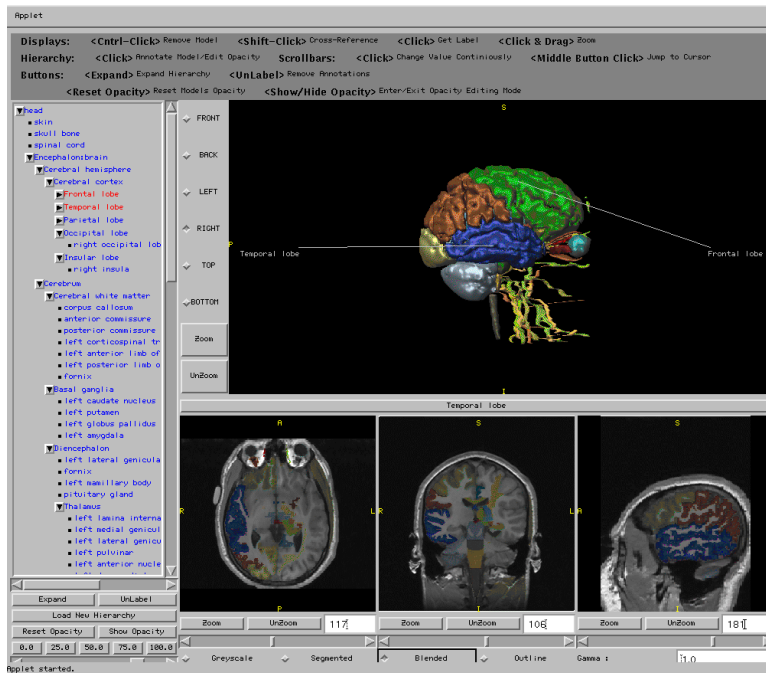 Applet
Displays: <Cntrl-Click> Remove Model <Shift-Click> Cross-Reference <Click> Get Label <Click & Drag> Zoom
Hierarchy: <Click> Annotate Model/Edit Opacity Scrollbars: <Click> Change Value Continiously <Middle Button Click> Jump to Cursor
Buttons: <Expand> Expand Hierarchy <UnLabel> Remove Annotations
<Reset Opacity> Reset Models Opacity <Show/Hide Opacity> Enter/Exit Opacity Editing Mode
head
skin
skull bone
spinal cord
Encephalon:brain
Cerebral hemisphere
Cerebral cortex
Frontal lobe
Temporal lobe
Parietal lobe
Occipital lobe
right occipital lob
Insular lobe
right insula
Cerebrum
Cerebral white matter
corpus callosum
anterior commissure
posterior commissure
left corticospinal tr
left anterior limb of
left posterior limb o
fornix
Basal ganglia
left caudate nucleus
left putamen
left globus pallidus
left amygdala
Diencephalon
left lateral genicula
fornix
left mamillary body
pituitary gland
Thalamus
left lamina interna
left medial genicul
left lateral genicu
left pulvinar
left anterior nucle
Expand UnLabel
Load New Hierarchy
Reset Opacity Show Opacity
0.0 25.0 50.0 75.0 100.0
Applet started.
FRONT
BACK
LEFT
RIGHT
TOP
BOTTOM
Zoom
UnZoom
S
P
Temporal lobe
Frontal lobe
I
Temporal lobe
A
S
S
R
L
R
L
A
P
I
I
Zoom UnZoom 117
Zoom UnZoom 106
Zoom UnZoom 181
Greyscale Segmented Blended Outline Gamma : 1.0